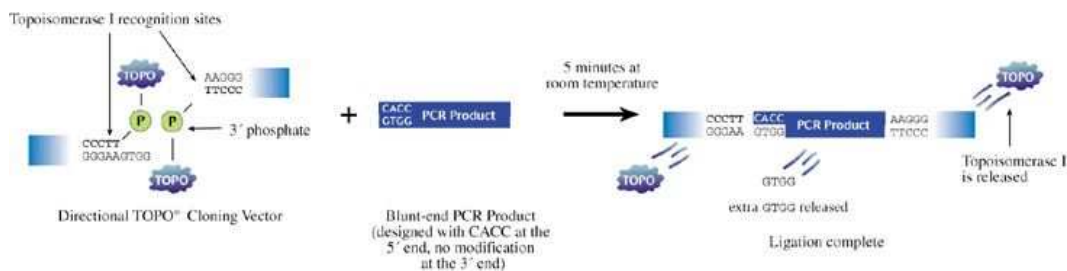 Topoisomerase I recognition sites
TOPO
AAGGG
TTCCC
P
P
3´ phosphate
CCCTT
GGGAAGTGG
TOPO
Directional TOPO® Cloning Vector
+
CACC
GTGG
PCR Product
Blunt-end PCR Product
(designed with CACC at the
5´ end, no modification
at the 3´ end)
5 minutes at
room temperature
CCCTT
GGGAA
CACC
GTGG
PCR Product
AAGGG
TTCCC
TOPO
TOPO
GTGG
extra GTGG released
Ligation complete
Topoisomerase I
is released